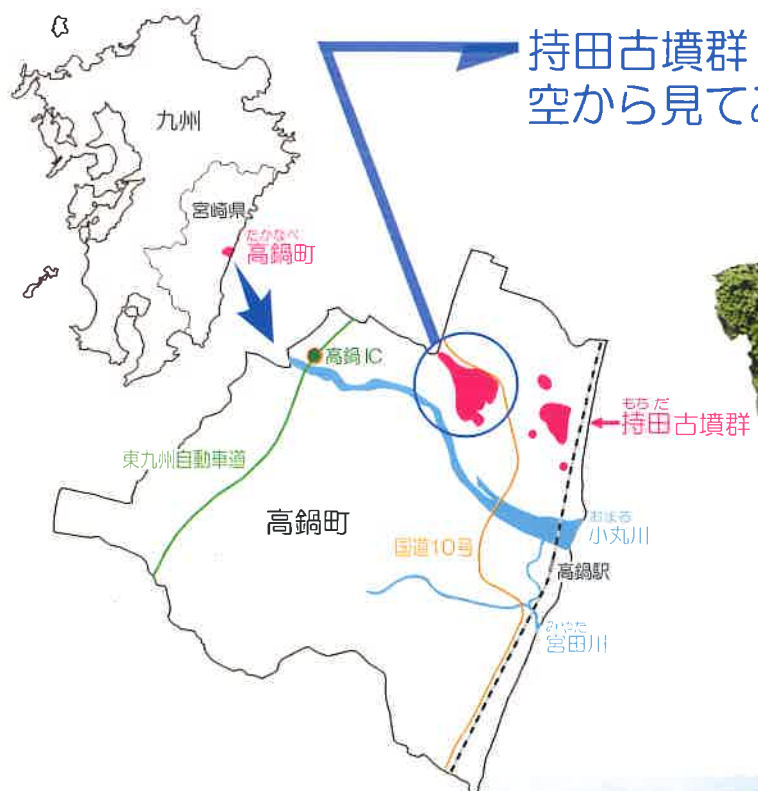 持田古墳群
空から見て
九州
宮崎県
たかなべ
高鍋町
高鍋IC
もちだ
持田古墳群
東九州自動車道
高鍋町
おまる
小丸川
国道10号
高鍋駅
みやた
宮田川